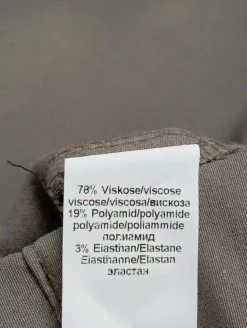 78% Viskose/viscose
viscose/viscosa/вискоза
19% Polyamid/polyamide
polyamide/poliammide
полиамид
3% Elasthan/Elastane
Elasthanne/Elastan
эластан